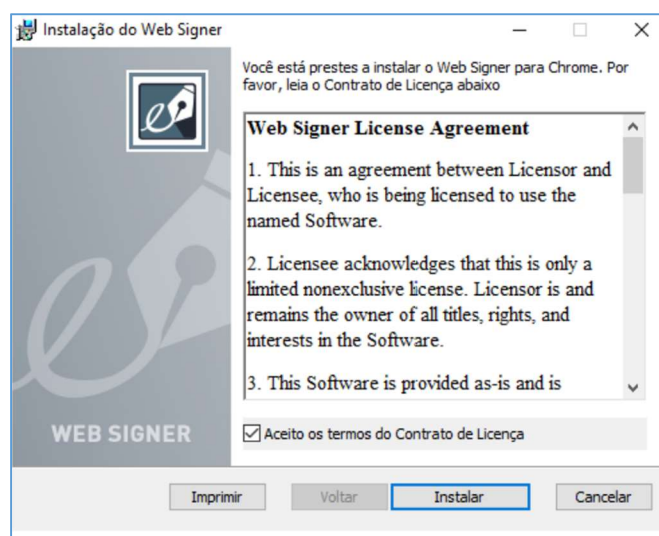 Instalação do Web Signer
Você está prestes a instalar o Web Signer para Chrome. Por
favor, leia o Contrato de Licença abaixo
Web Signer License Agreement
1. This is an agreement between Licensor and
Licensee, who is being licensed to use the
named Software.
2. Licensee acknowledges that this is only a
limited nonexclusive license. Licensor is and
remains the owner of all titles, rights, and
interests in the Software.
3. This Software is provided as-is and is
WEB SIGNER
Aceito os termos do Contrato de Licença
Imprimir Voltar Instalar Cancelar